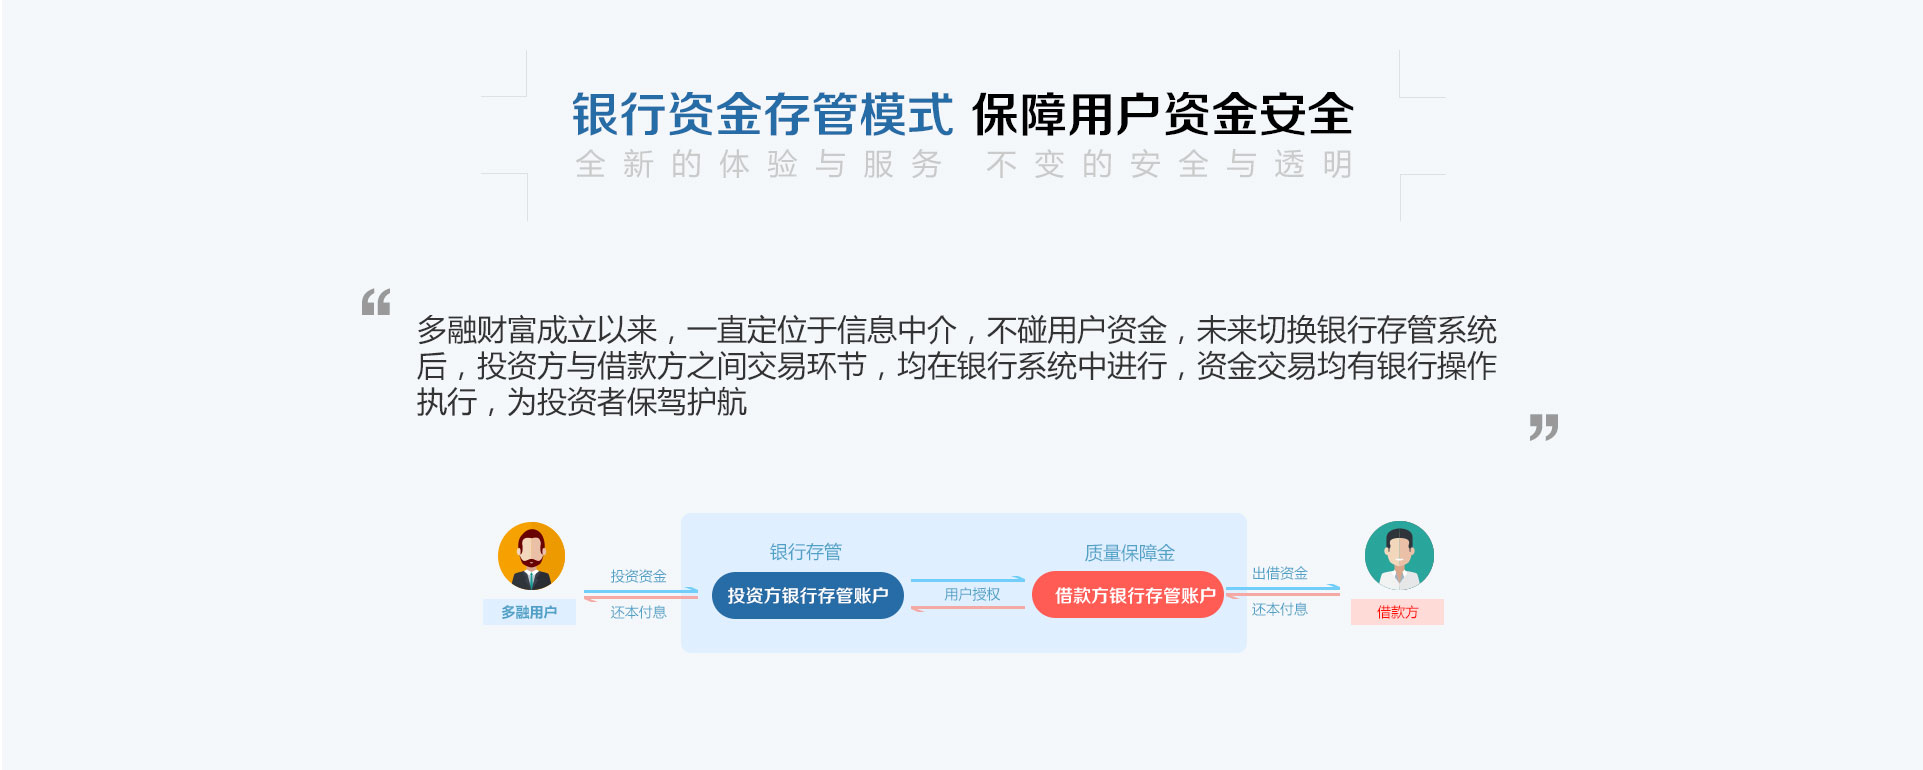 银行资金存管模式 保障用户资金安全
全新的体验与服务 不变的安全与透明
“
多融财富成立以来，一直定位于信息中介，不碰用户资金，未来切换银行存管系统
后，投资方与借款方之间交易环节，均在银行系统中进行，资金交易均有银行操作
执行，为投资者保驾护航
”
银行存管
质量保障金
投资资金
出借资金
投资方银行存管账户
用户授权
借款方银行存管账户
多融用户
还本付息
还本付息
借款方